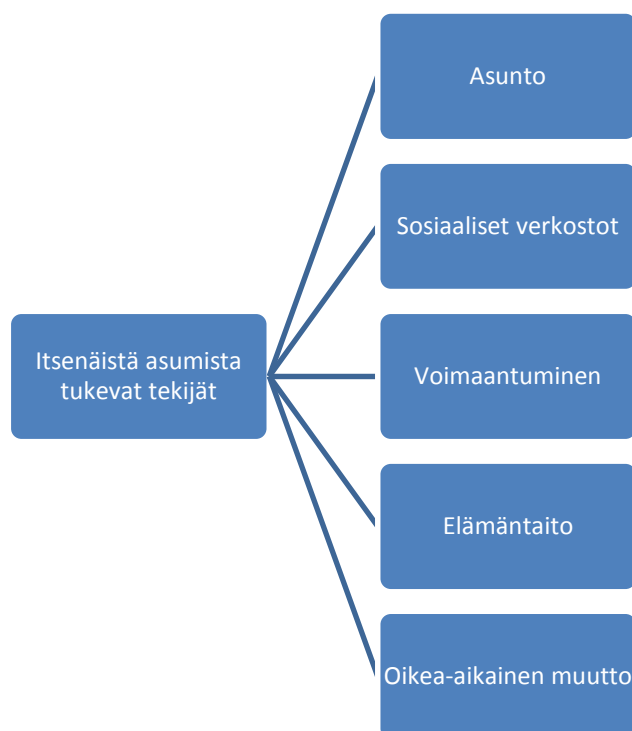 Asunto
Sosiaaliset verkostot
Itsenäistä asumista
tukevat tekijät
Voimaantuminen
Elämäntaito
Oikea-aikainen muutto